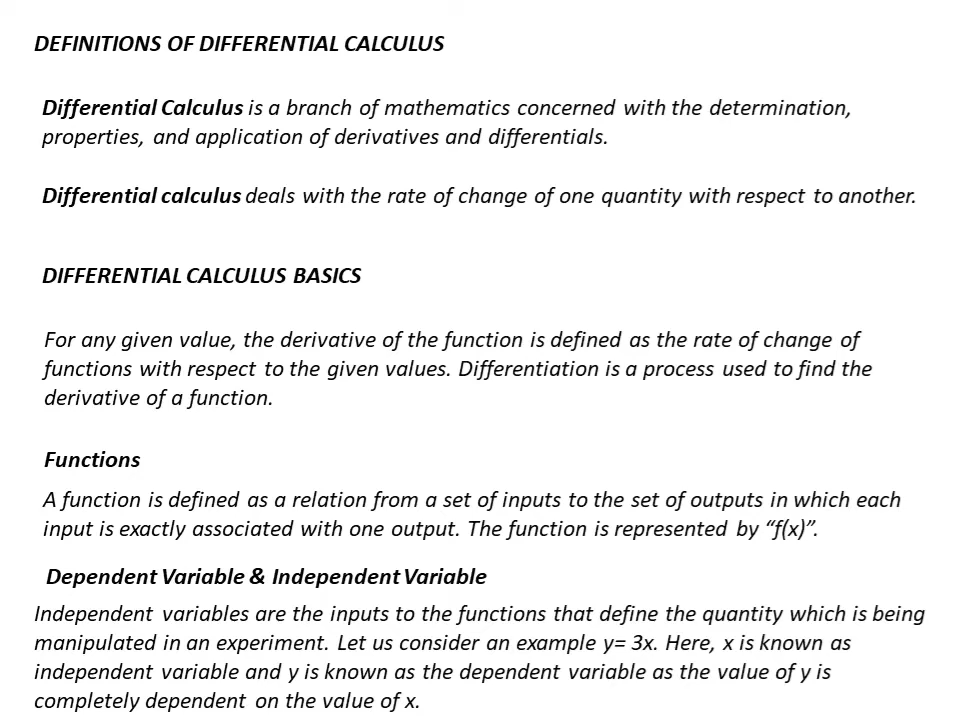 DEFINITIONS OF DIFFERENTIAL CALCULUS
Differential Calculus is a branch of mathematics concerned with the determination,
properties, and application of derivatives and differentials.
Differential calculus deals with the rate of change of one quantity with respect to another.
DIFFERENTIAL CALCULUS BASICS
For any given value, the derivative of the function is defined as the rate of change of
functions with respect to the given values. Differentiation is a process used to find the
derivative of a function.
Functions
A function is defined as a relation from a set of inputs to the set of outputs in which each
input is exactly associated with one output. The function is represented by “f(x)”.
Dependent Variable & Independent Variable
Independent variables are the inputs to the functions that define the quantity which is being
manipulated in an experiment. Let us consider an example y= 3x. Here, x is known as
independent variable and y is known as the dependent variable as the value of y is
completely dependent on the value of x.